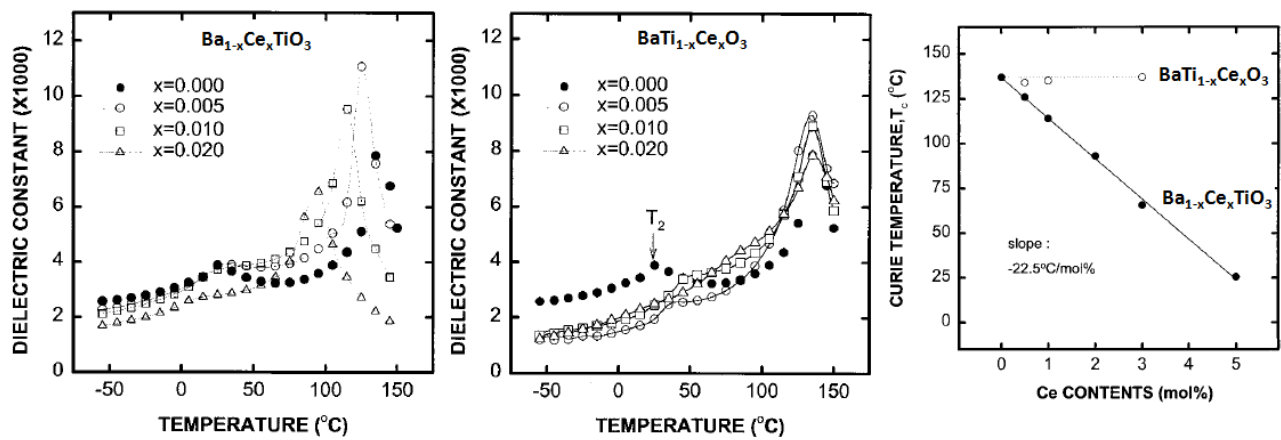 DIELECTRIC CONSTANT (X1000)
12
10
8
6
4
2
0
Ba1-xCexTiO3
x=0.000
x=0.005
x=0.010
x=0.020
-50
0
50
100
150
TEMPERATURE (°C)
DIELECTRIC CONSTANT (X1000)
12
10
8
6
4
2
0
BaTi1-xCexO3
x=0.000
x=0.005
x=0.010
x=0.020
T2
-50
0
50
100
150
TEMPERATURE (°C)
CURIE TEMPERATURE,Tc (°C)
150
125
100
75
50
25
0
BaTi1-xCexO3
Ba1-xCexTiO3
slope :
-22.5°C/mol%
0
1
2
3
4
5
Ce CONTENTS (mol%)